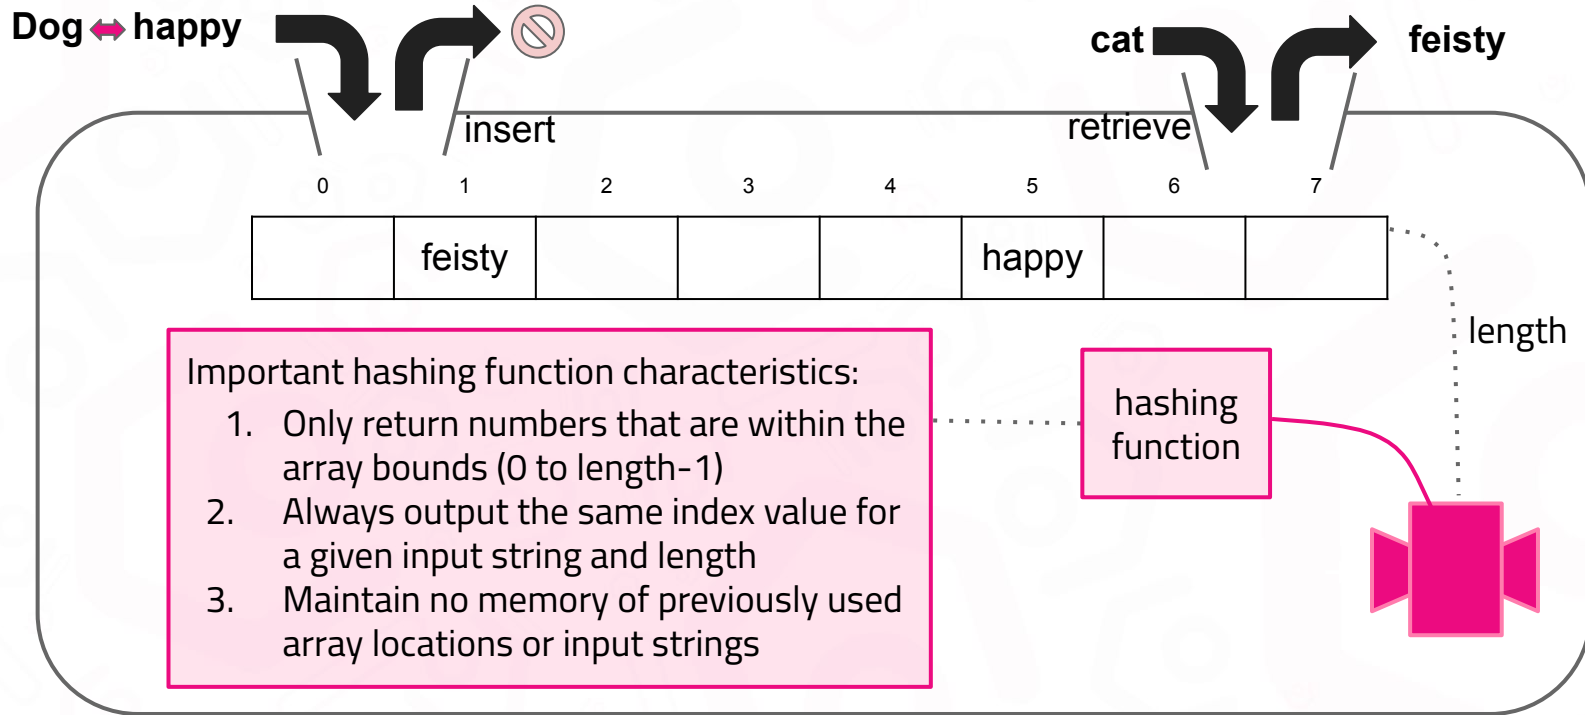 Dog happy
cat
feisty
insert
retrieve
0 1 2 3 4 5 6 7
feisty happy
length
Important hashing function characteristics:
1. Only return numbers that are within the
array bounds (0 to length-1)
2. Always output the same index value for
a given input string and length
3. Maintain no memory of previously used
array locations or input strings
hashing
function